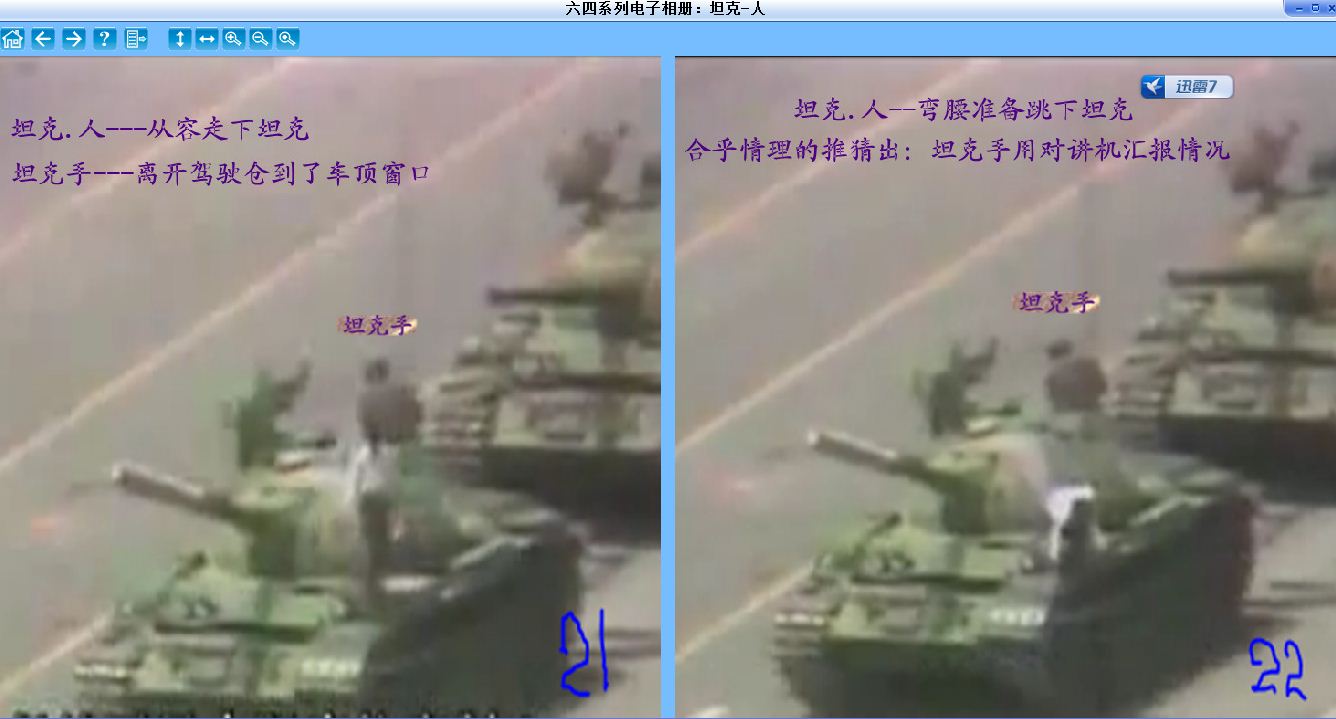 六四系列电子相册：坦克-人
坦克.人---从容走下坦克
坦克手---离开驾驶仓到了车顶窗口
坦克手
21
迅雷7
坦克.人--弯腰准备跳下坦克
合乎情理的推猜出：坦克手用对讲机汇报情况
坦克手
22